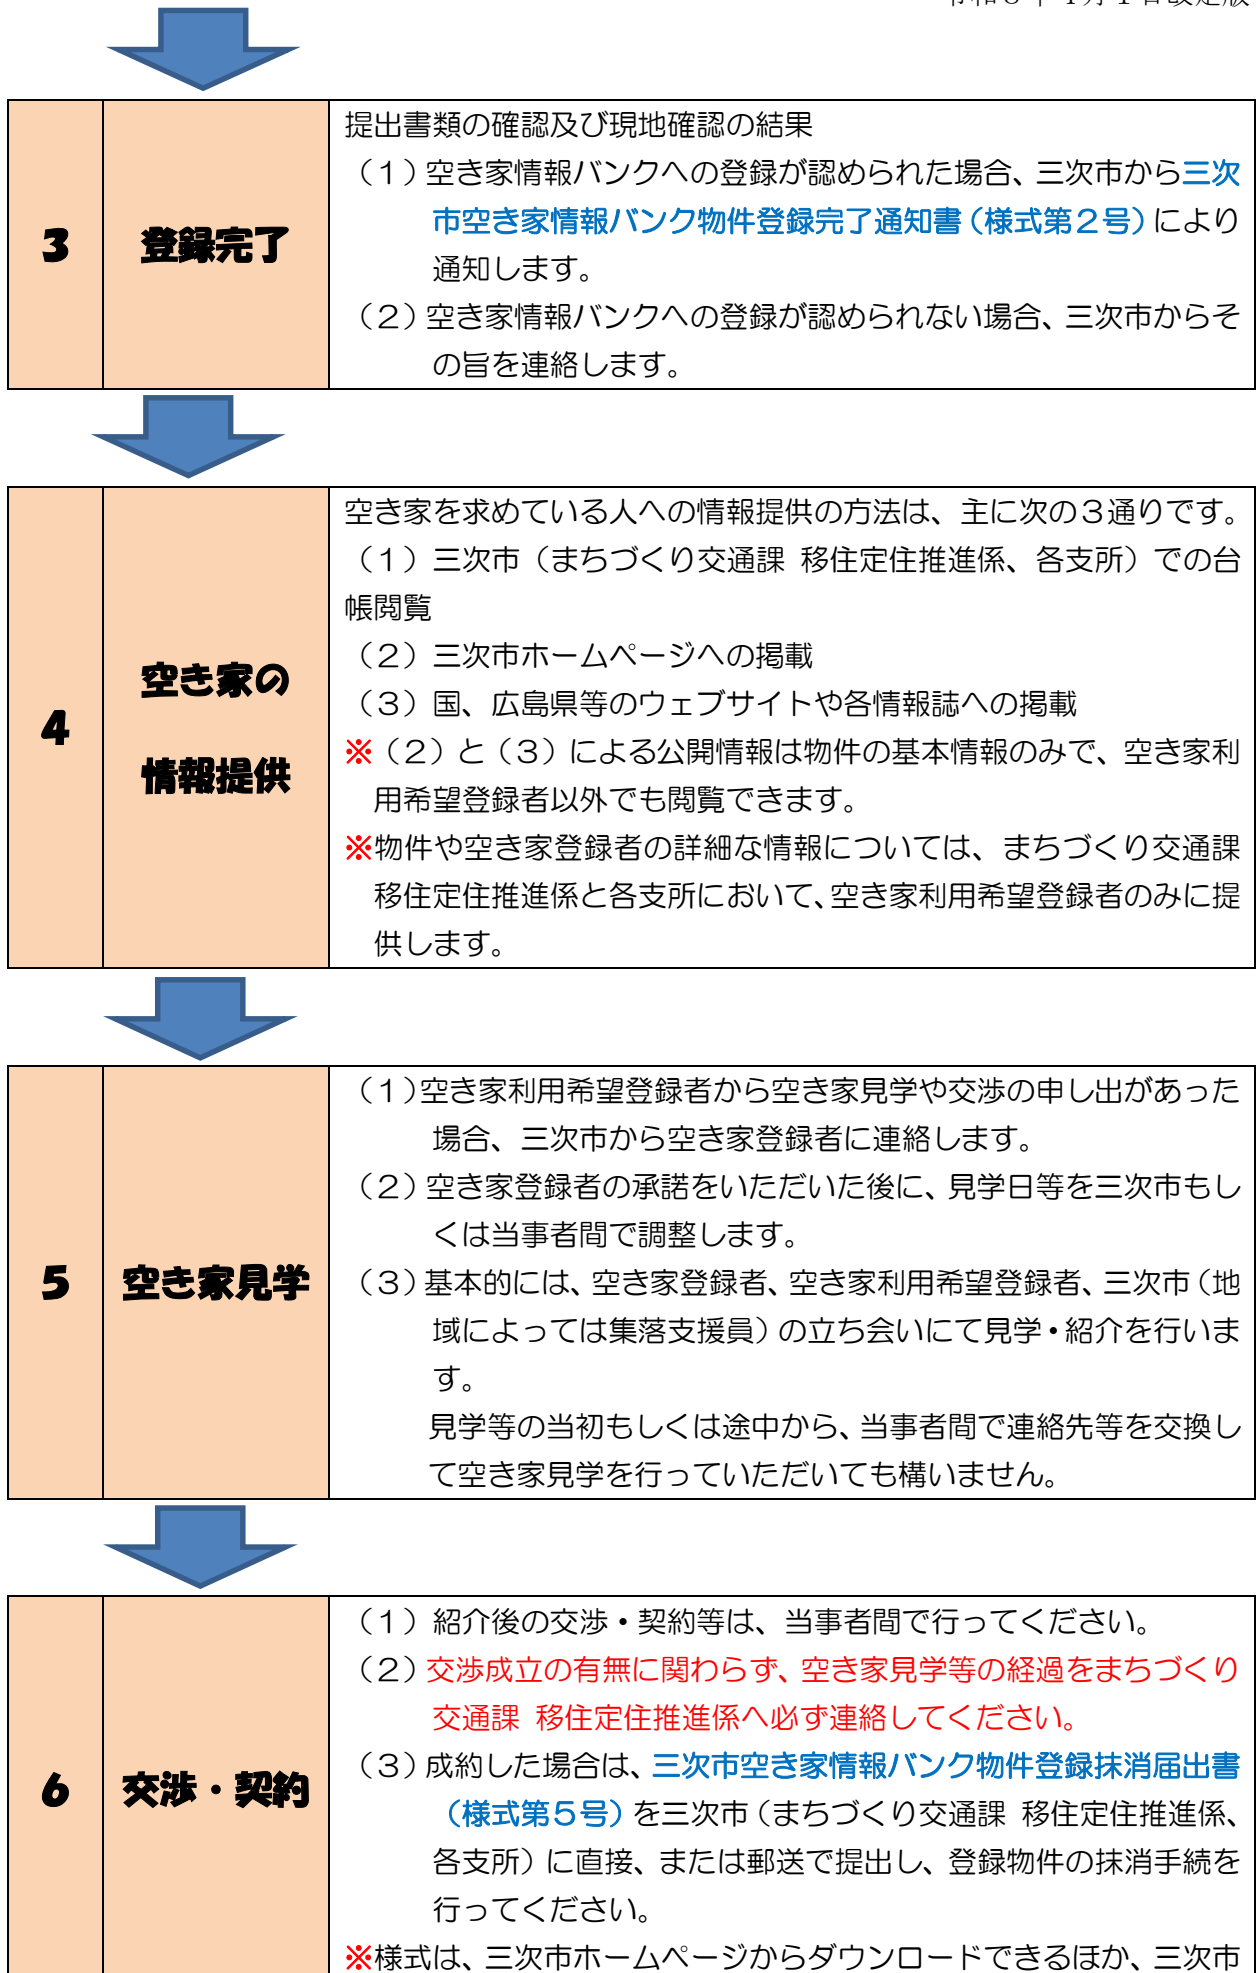 3
登録完了
提出書類の確認及び現地確認の結果
（１）空き家情報バンクへの登録が認められた場合、三次市から三次
市空き家情報バンク物件登録完了通知書（様式第２号）により
通知します。
（２）空き家情報バンクへの登録が認められない場合、三次市からそ
の旨を連絡します。
4
空き家の
情報提供
空き家を求めている人への情報提供の方法は、主に次の３通りです。
（１）三次市（まちづくり交通課 移住定住推進係、各支所）での台
帳閲覧
（２）三次市ホームページへの掲載
（３）国、広島県等のウェブサイトや各情報誌への掲載
※（２）と（３）による公開情報は物件の基本情報のみで、空き家利
用希望登録者以外でも閲覧できます。
※物件や空き家登録者の詳細な情報については、まちづくり交通課
移住定住推進係と各支所において、空き家利用希望登録者のみに提
供します。
5
空き家見学
（１）空き家利用希望登録者から空き家見学や交渉の申し出があった
場合、三次市から空き家登録者に連絡します。
（２）空き家登録者の承諾をいただいた後に、見学日等を三次市もし
くは当事者間で調整します。
（３）基本的には、空き家登録者、空き家利用希望登録者、三次市（地
域によっては集落支援員）の立ち会いにて見学・紹介を行いま
す。
見学等の当初もしくは途中から、当事者間で連絡先等を交換し
て空き家見学を行っていただいても構いません。
6
交渉・契約
（１）紹介後の交渉・契約等は、当事者間で行ってください。
（２）交渉成立の有無に関わらず、空き家見学等の経過をまちづくり
交通課 移住定住推進係へ必ず連絡してください。
（３）成約した場合は、三次市空き家情報バンク物件登録抹消届出書
（様式第５号）を三次市（まちづくり交通課 移住定住推進係、
各支所）に直接、または郵送で提出し、登録物件の抹消手続を
行ってください。
※様式は、三次市ホームページからダウンロードできるほか、三次市